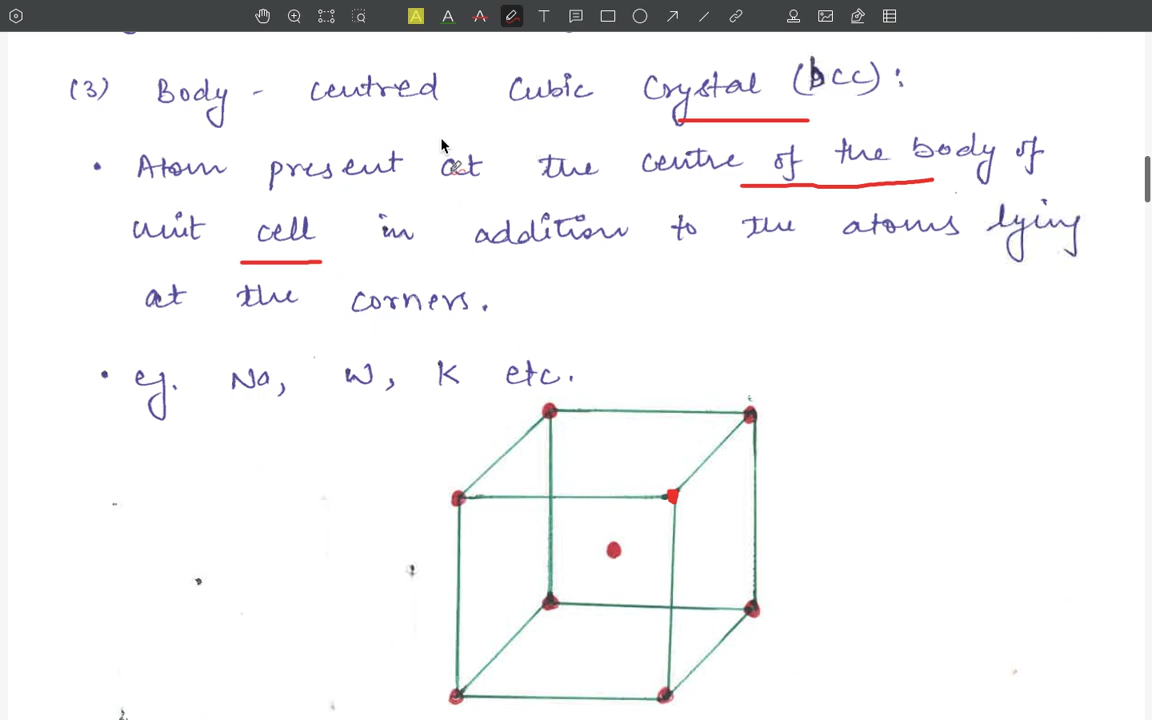 (3) Body - centred Cubic Crystal (bcc):
• Atom present at the centre of the body of
unit cell in addition to the atoms lying
at the corners.
• eg. Na, W, K etc.